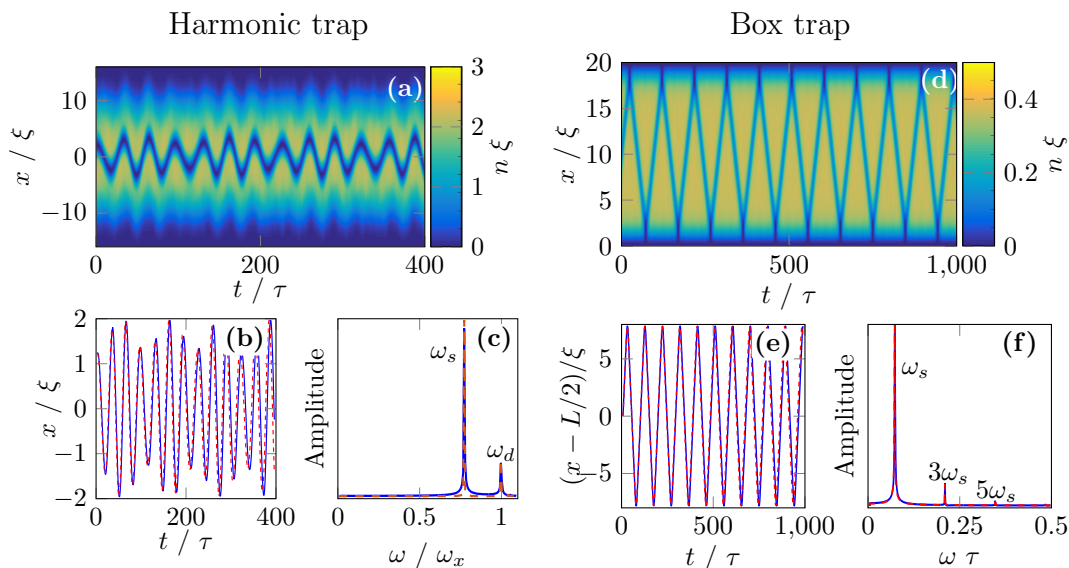 Harmonic trap
Box trap
(a)
x / ξ
10
0
−10
0
200
400
t / τ
3
2
1
0
n ξ
(d)
x / ξ
20
15
10
5
0
0
500
1,000
t / τ
0.4
0.2
0
n ξ
(b)
x / ξ
2
1
0
−1
−2
0
200
400
t / τ
(c)
Amplitude
ω_s
ω_d
0
0.5
1
ω / ω_x
(e)
(x − L/2)/ξ
5
0
−5
0
500
1,000
t / τ
(f)
Amplitude
ω_s
3ω_s
5ω_s
0
0.25
0.5
ω τ